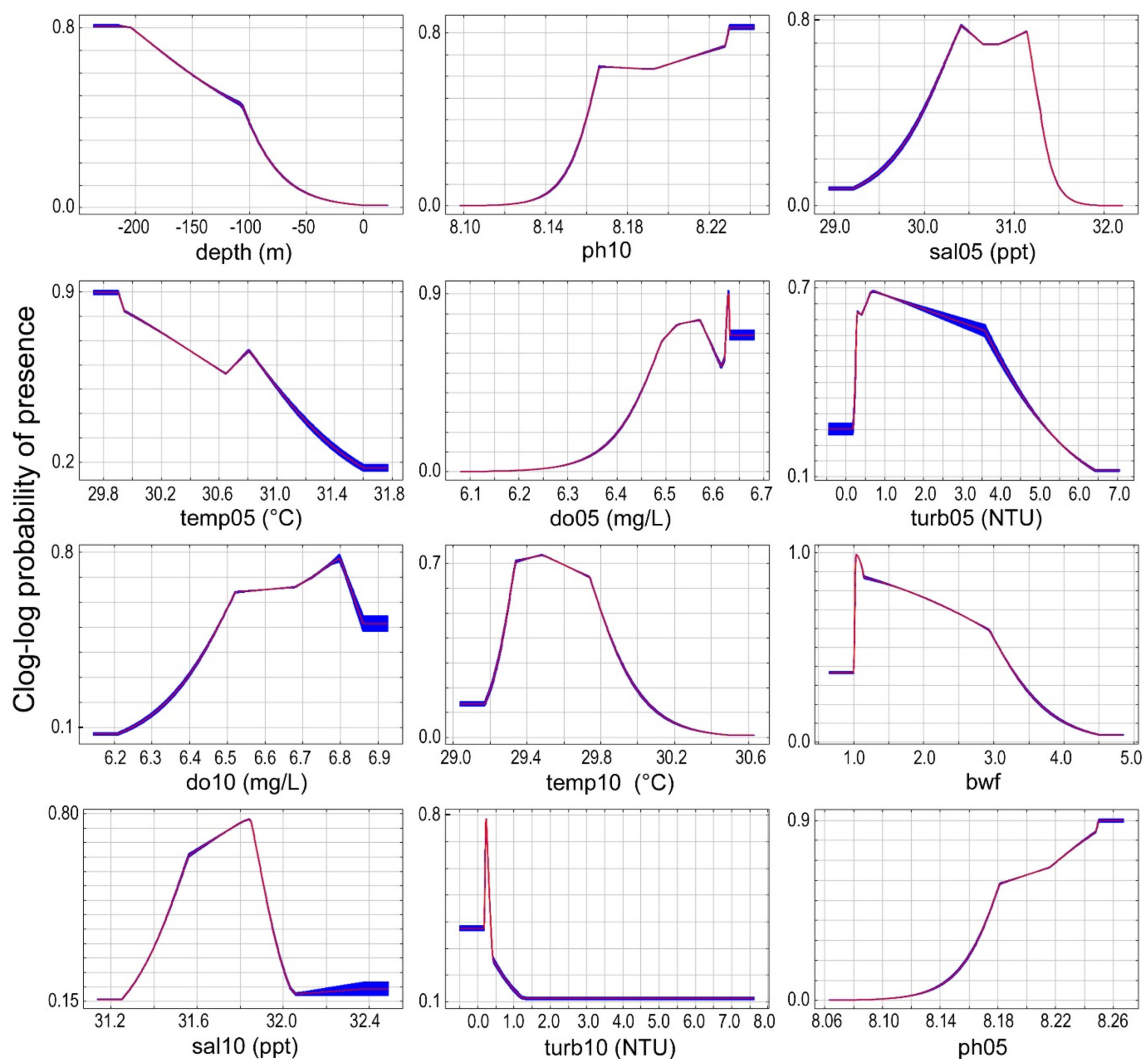 Clog-log probability of presence
0.8
0.0
-200 -150 -100 -50 0
depth (m)
0.8
0.0
8.10 8.14 8.18 8.22
ph10
0.8
0.0
29.0 30.0 31.0 32.0
sal05 (ppt)
0.9
0.2
29.8 30.2 30.6 31.0 31.4 31.8
temp05 (°C)
0.9
0.0
6.1 6.2 6.3 6.4 6.5 6.6 6.7
do05 (mg/L)
0.7
0.1
0.0 1.0 2.0 3.0 4.0 5.0 6.0 7.0
turb05 (NTU)
0.8
0.1
6.2 6.3 6.4 6.5 6.6 6.7 6.8 6.9
do10 (mg/L)
0.7
0.0
29.0 29.4 29.8 30.2 30.6
temp10 (°C)
1.0
0.0
1.0 2.0 3.0 4.0 5.0
bwf
0.80
0.15
31.2 31.6 32.0 32.4
sal10 (ppt)
0.8
0.1
0.0 1.0 2.0 3.0 4.0 5.0 6.0 7.0 8.0
turb10 (NTU)
0.9
0.0
8.06 8.10 8.14 8.18 8.22 8.26
ph05